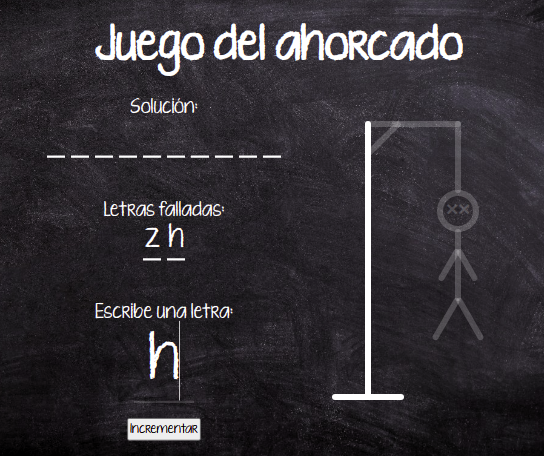 Juego del ahorcado
Solución:
_ _ _ _ _ _ _ _ _ _
Letras falladas:
z h
Escribe una letra:
h
Incrementar